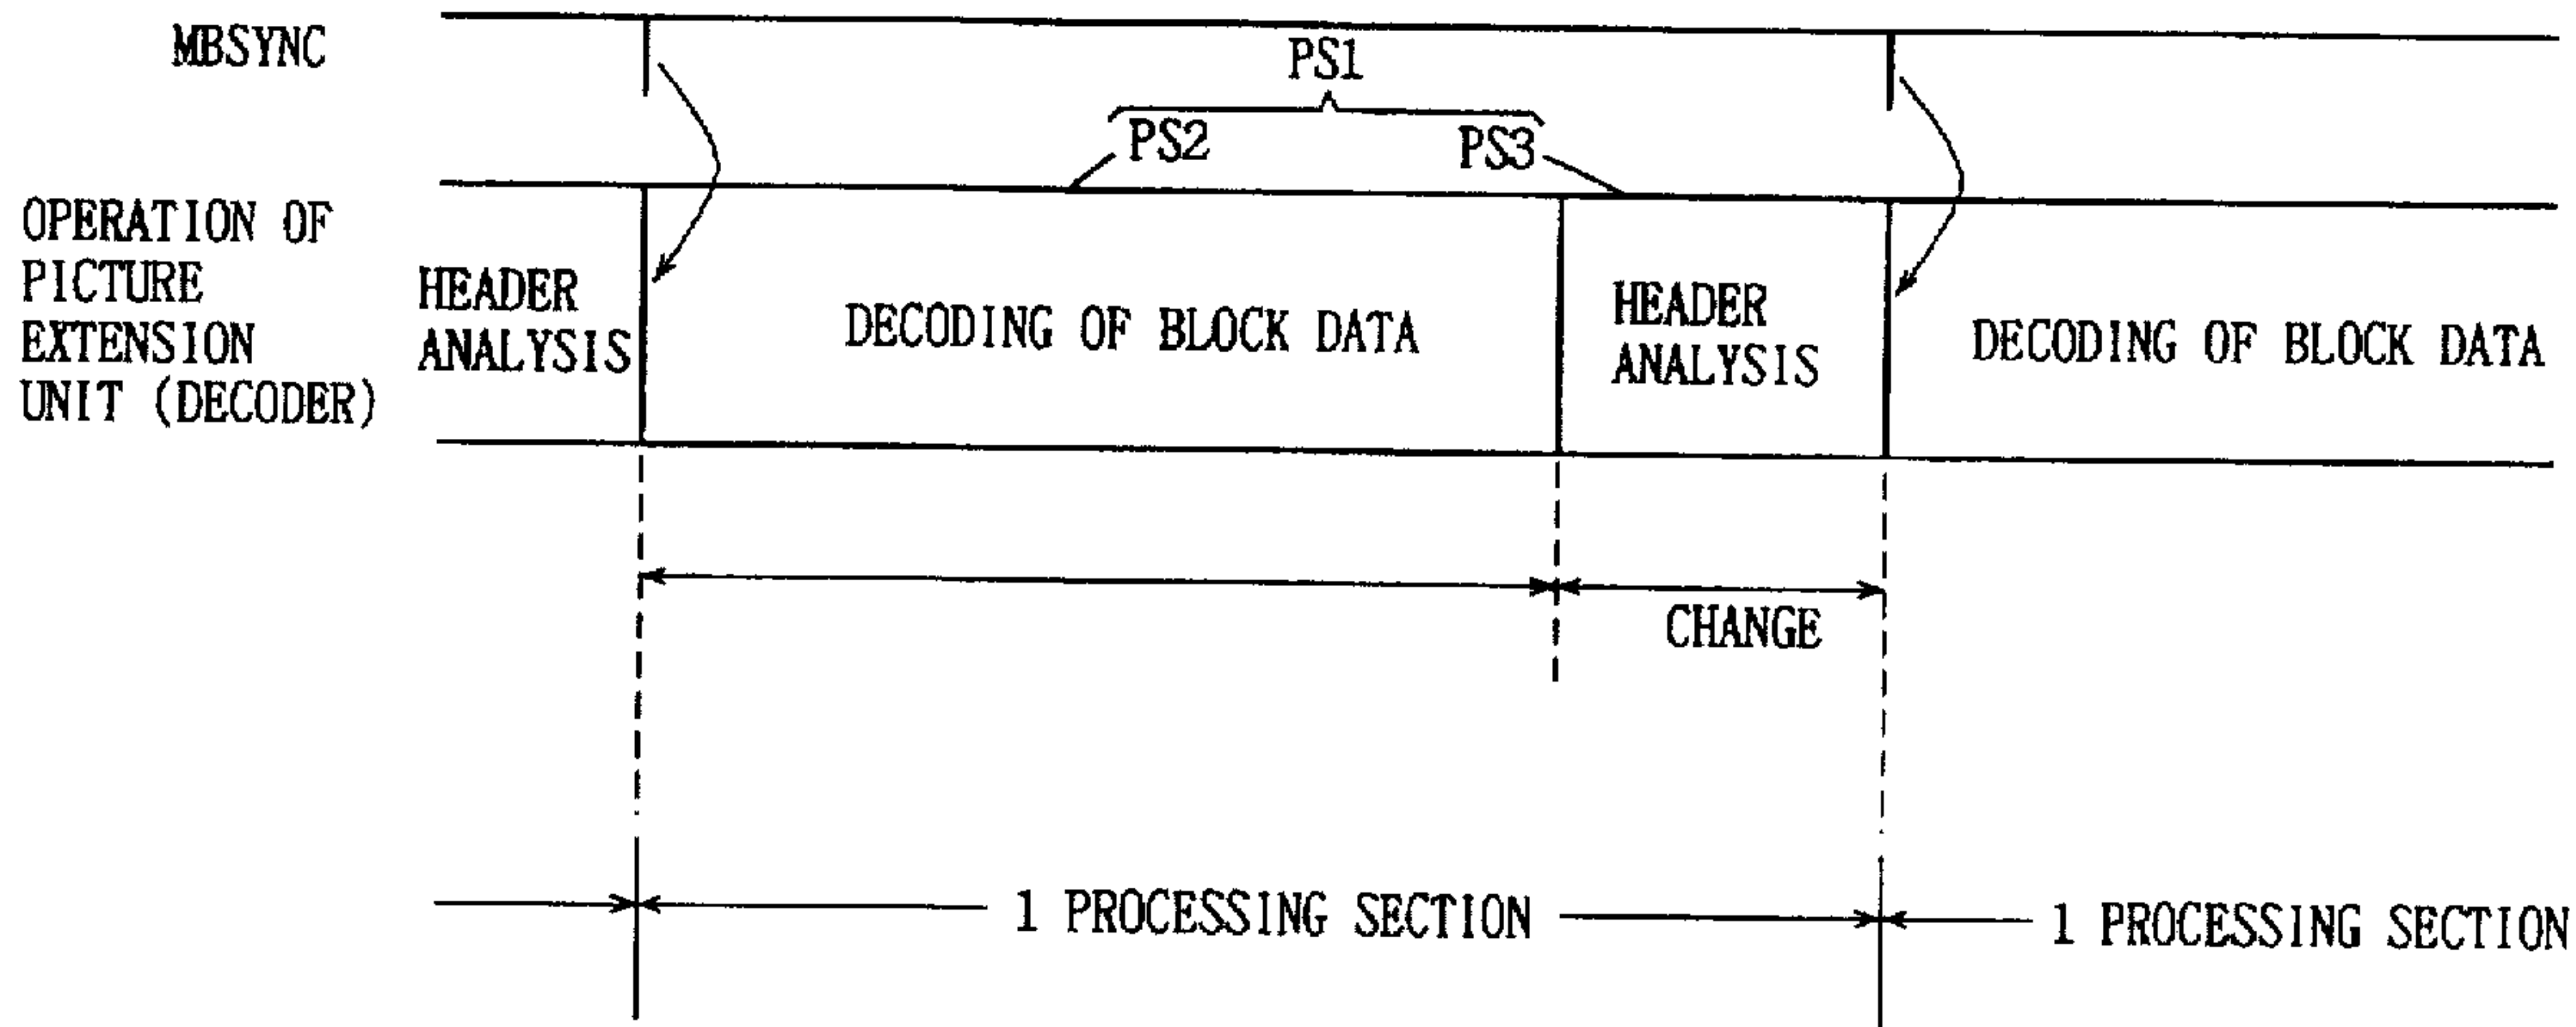 MBSYNC
PS1
PS2
PS3
OPERATION OF
PICTURE
EXTENSION
UNIT (DECODER)
HEADER
ANALYSIS
DECODING OF BLOCK DATA
HEADER
ANALYSIS
DECODING OF BLOCK DATA
CHANGE
1 PROCESSING SECTION
1 PROCESSING SECTION